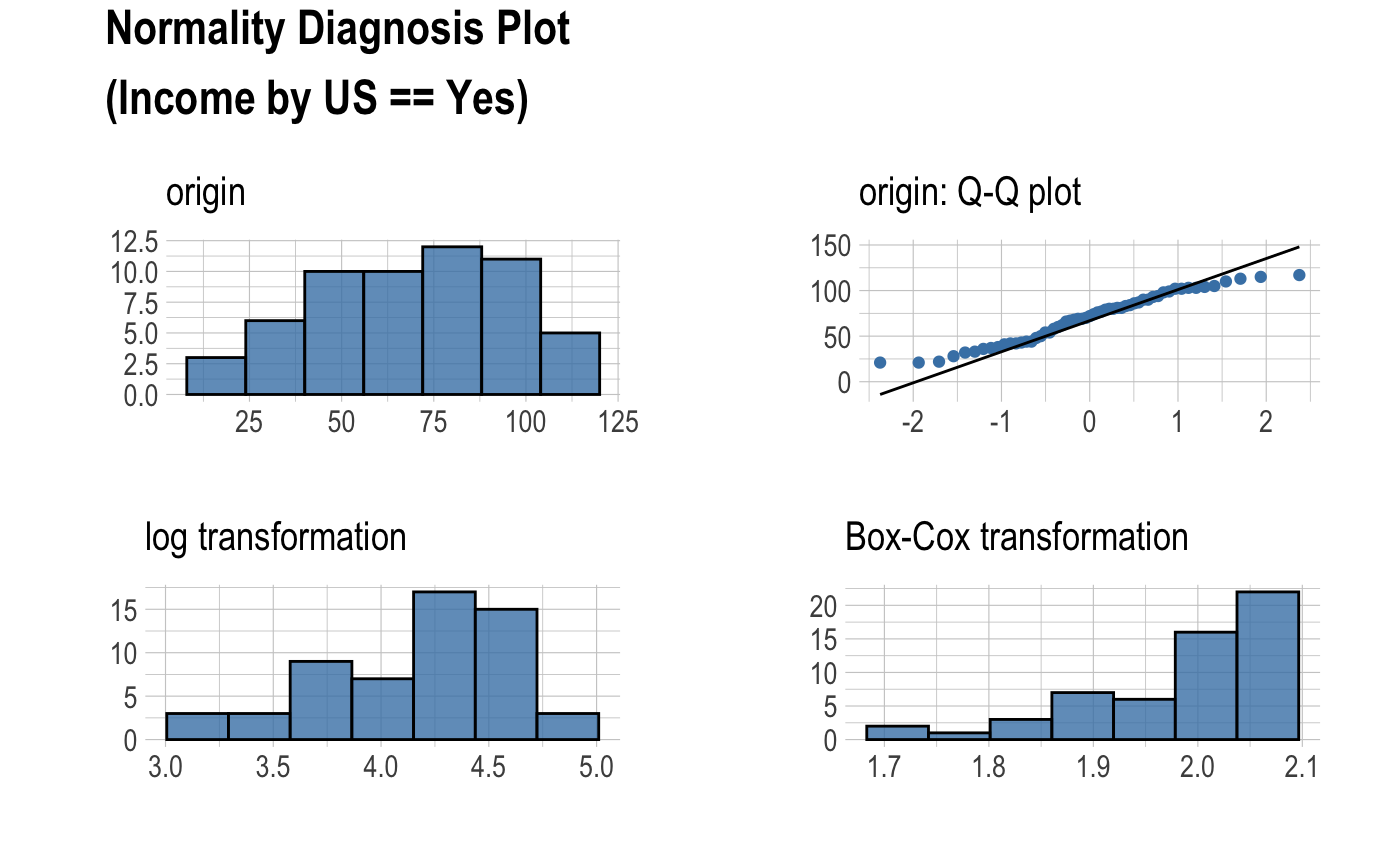 Normality Diagnosis Plot
(Income by US == Yes)
origin
12.5
10.0
7.5
5.0
2.5
0.0
25 50 75 100 125
origin: Q-Q plot
150
100
50
0
-2 -1 0 1 2
log transformation
15
10
5
0
3.0 3.5 4.0 4.5 5.0
Box-Cox transformation
20
15
10
5
0
1.7 1.8 1.9 2.0 2.1